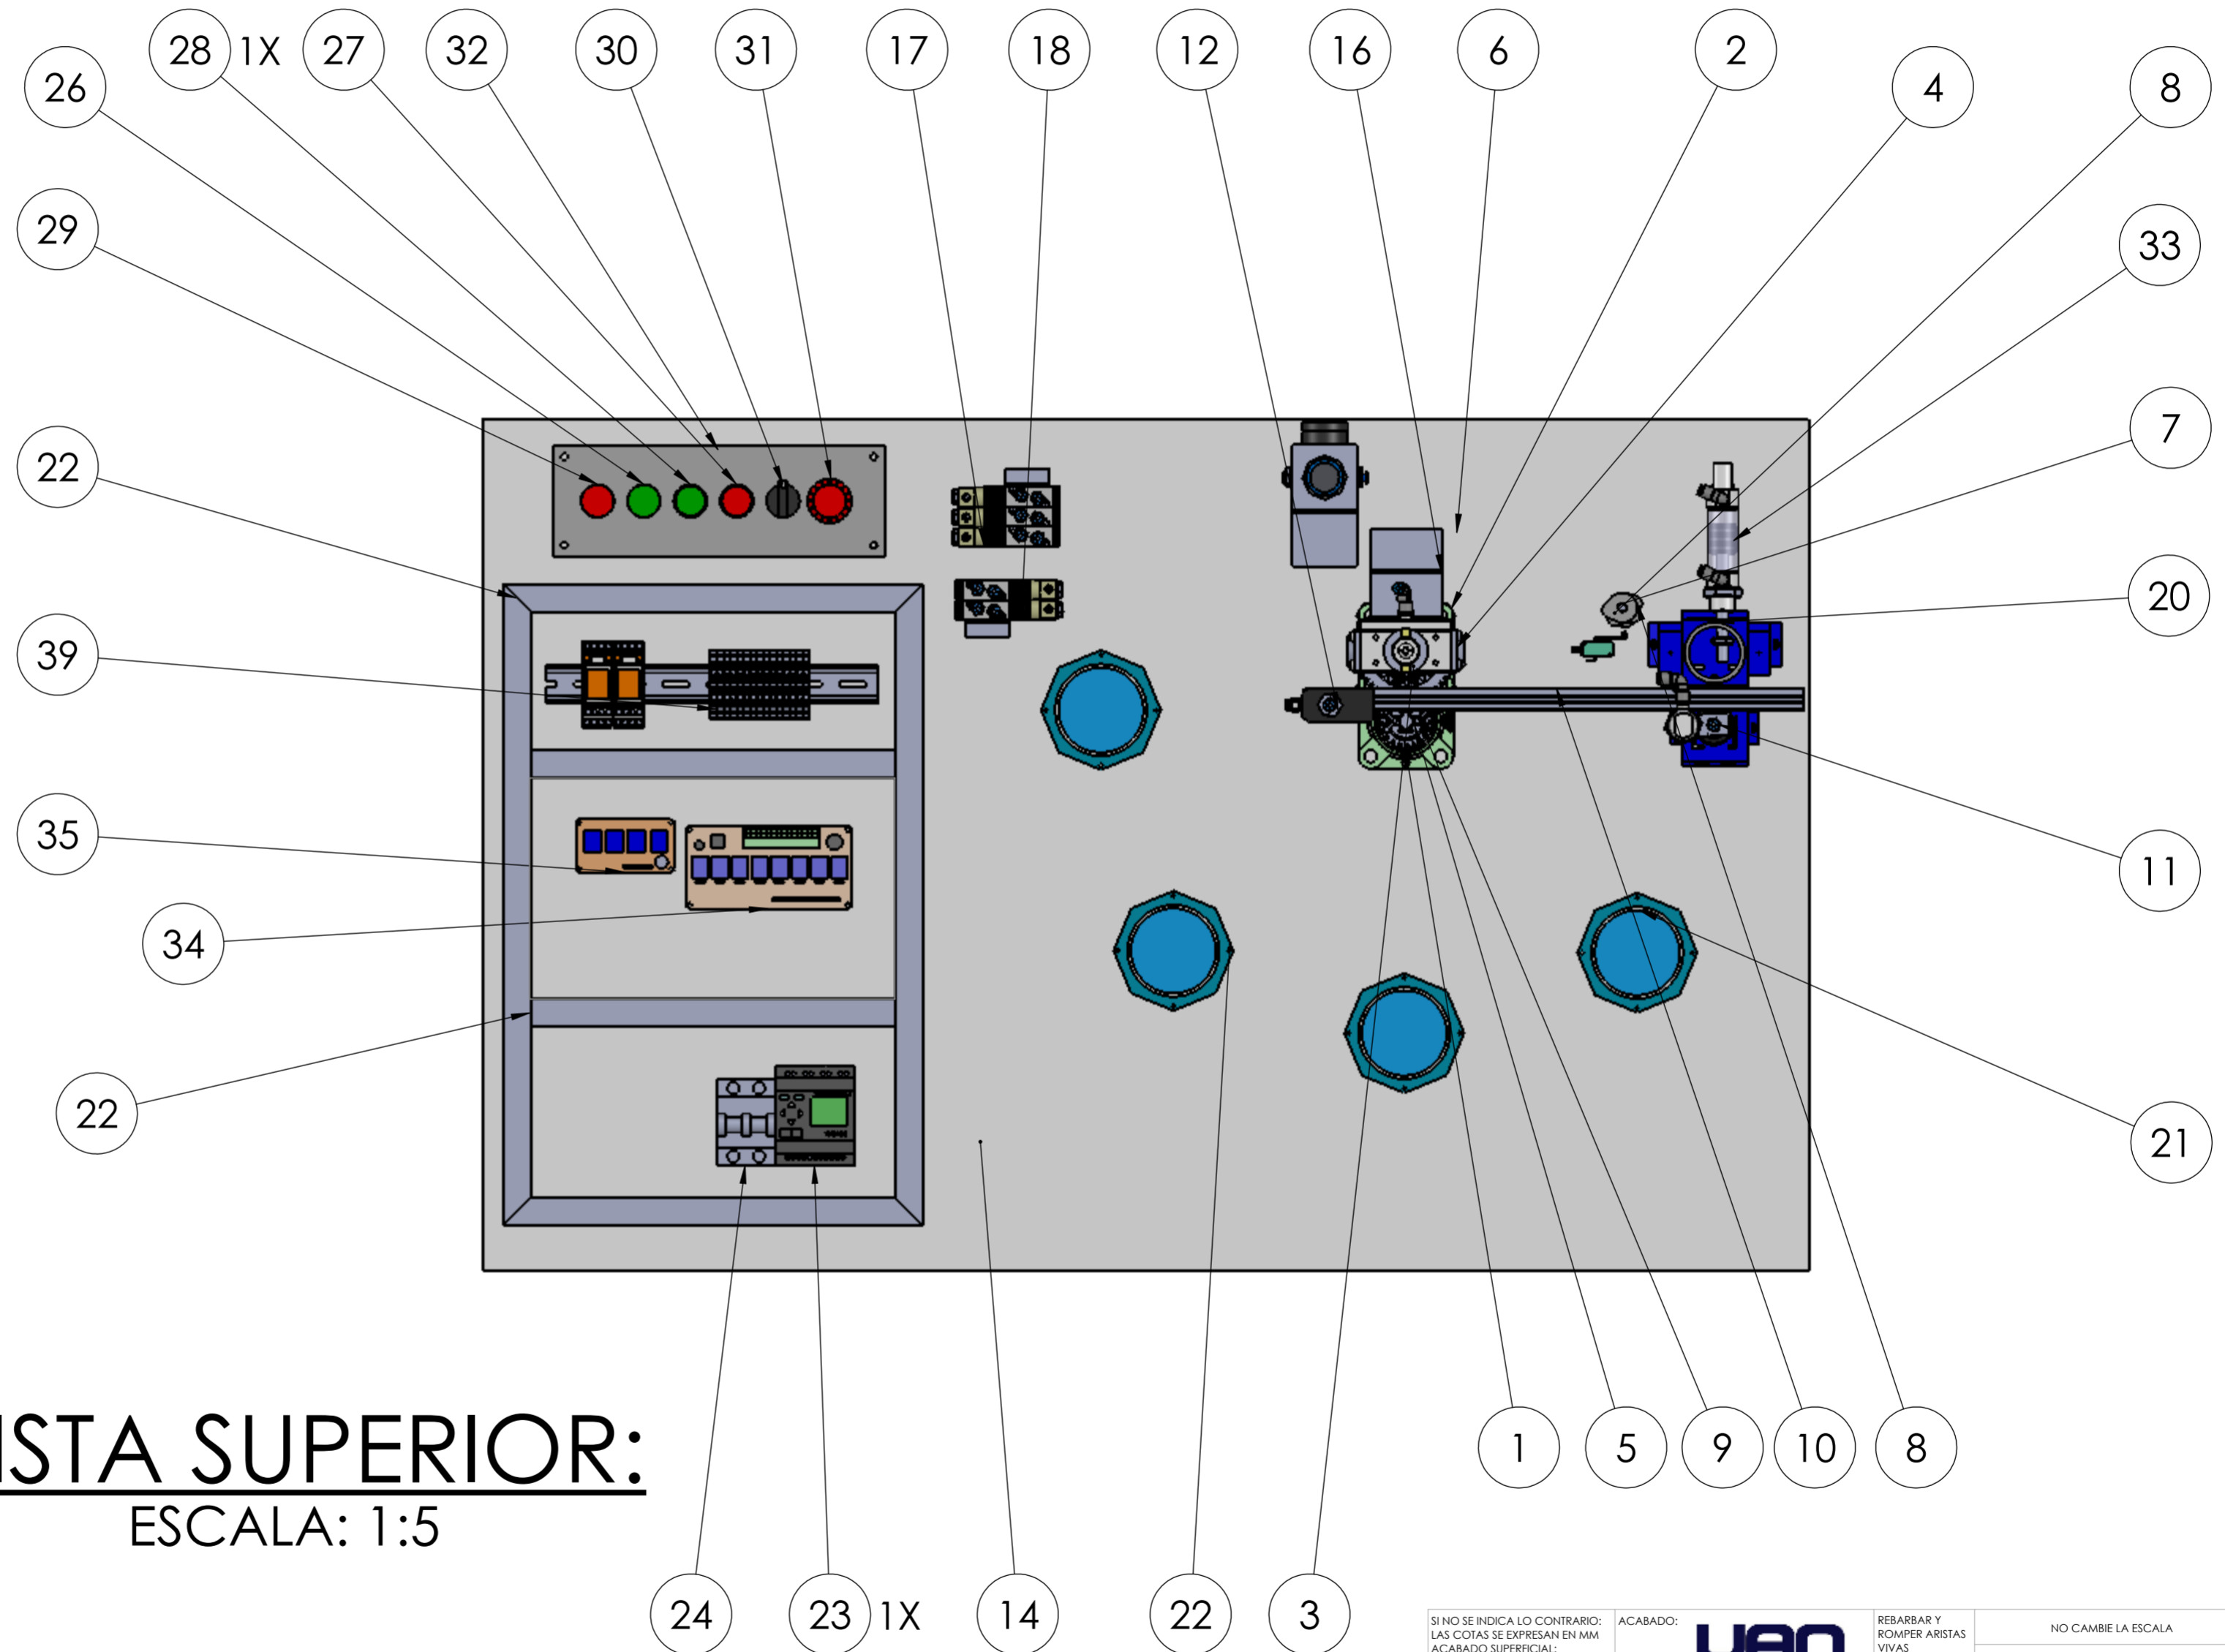 28 1X 27 32 30 31 17 18 12 16 6 2
26 4 8
29 33
22 7
39 20
35 11
34
22 21
1 5 9 10 8
ISTA SUPERIOR:
ESCALA: 1:5
24 23 1X 14 22 3
SI NO SE INDICA LO CONTRARIO:
LAS COTAS SE EXPRESAN EN MM
ACABADO SUPERFICIAL:
ACABADO:
uan
REBARBAR Y
ROMPER ARISTAS
VIVAS
NO CAMBIE LA ESCALA